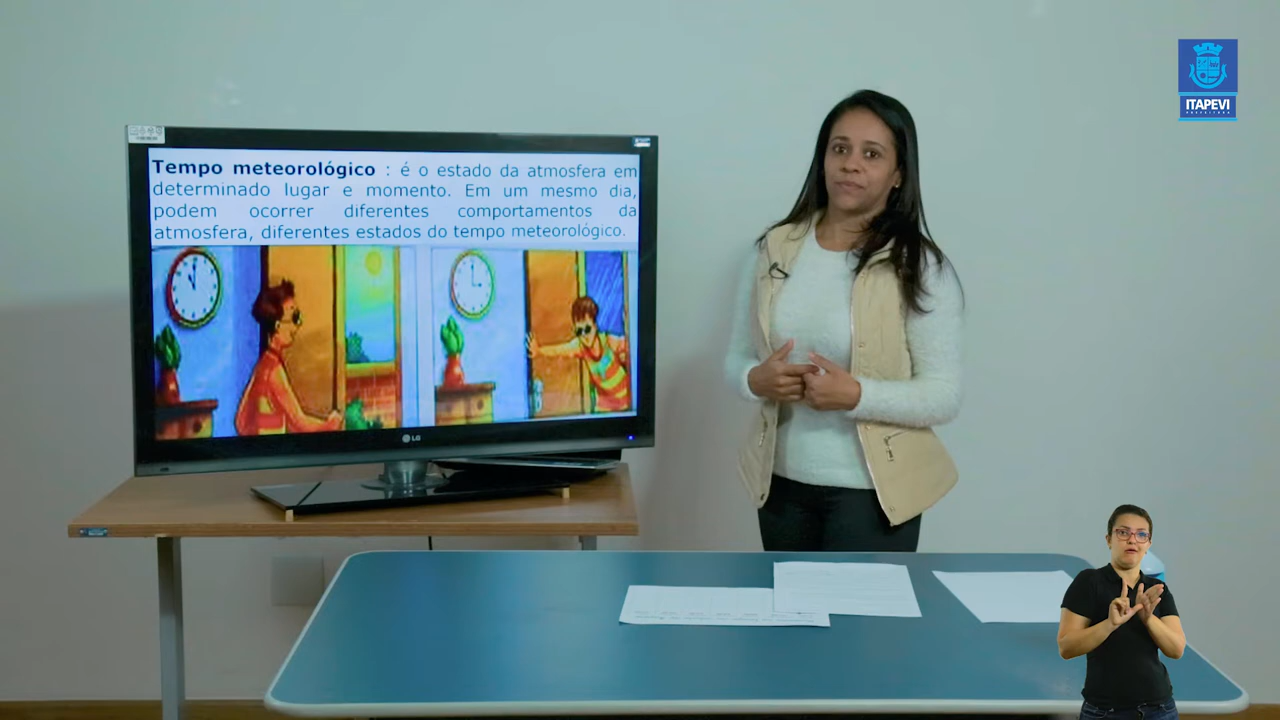 ITAPEVI
PREFEITURA
Tempo meteorológico : é o estado da atmosfera em
determinado lugar e momento. Em um mesmo dia,
podem ocorrer diferentes comportamentos da
atmosfera, diferentes estados do tempo meteorológico.
LG